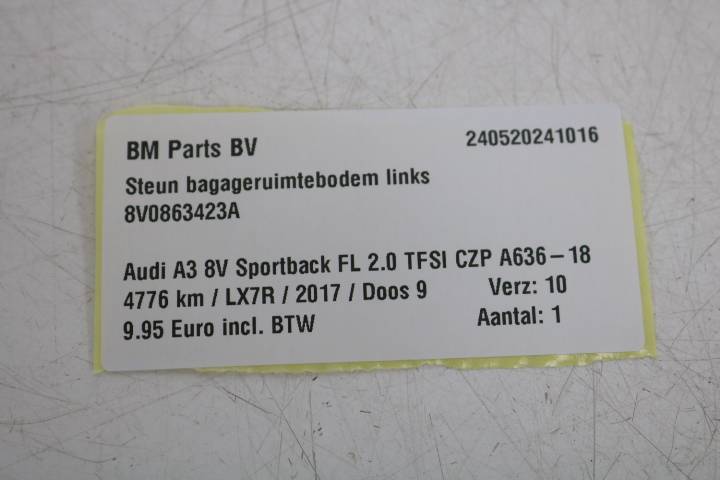 BM Parts BV 240520241016
Steun bagageruimtebodem links
8V0863423A
Audi A3 8V Sportback FL 2.0 TFSI CZP A636-18
4776 km / LX7R / 2017 / Doos 9 Verz: 10
9.95 Euro incl. BTW Aantal: 1